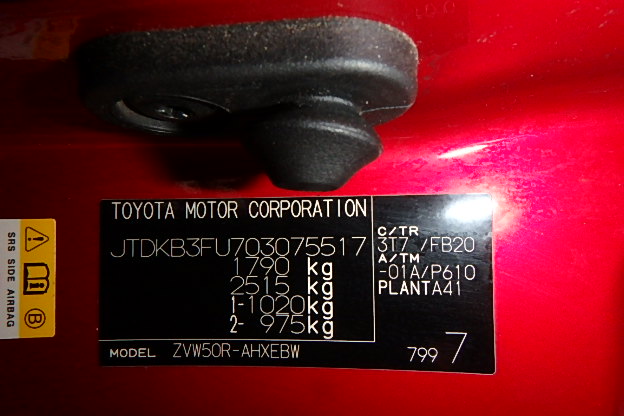 TOYOTA MOTOR CORPORATION
JTDKB3FU703075517
1790 kg
2515 kg
1-1020kg
2- 975kg
C/TR
3T7 /FB20
A/TM
-01A/P610
PLANTA41
MODEL ZVW50R-AHXEBW
799 7
SRS SIDE AIRBAG
B